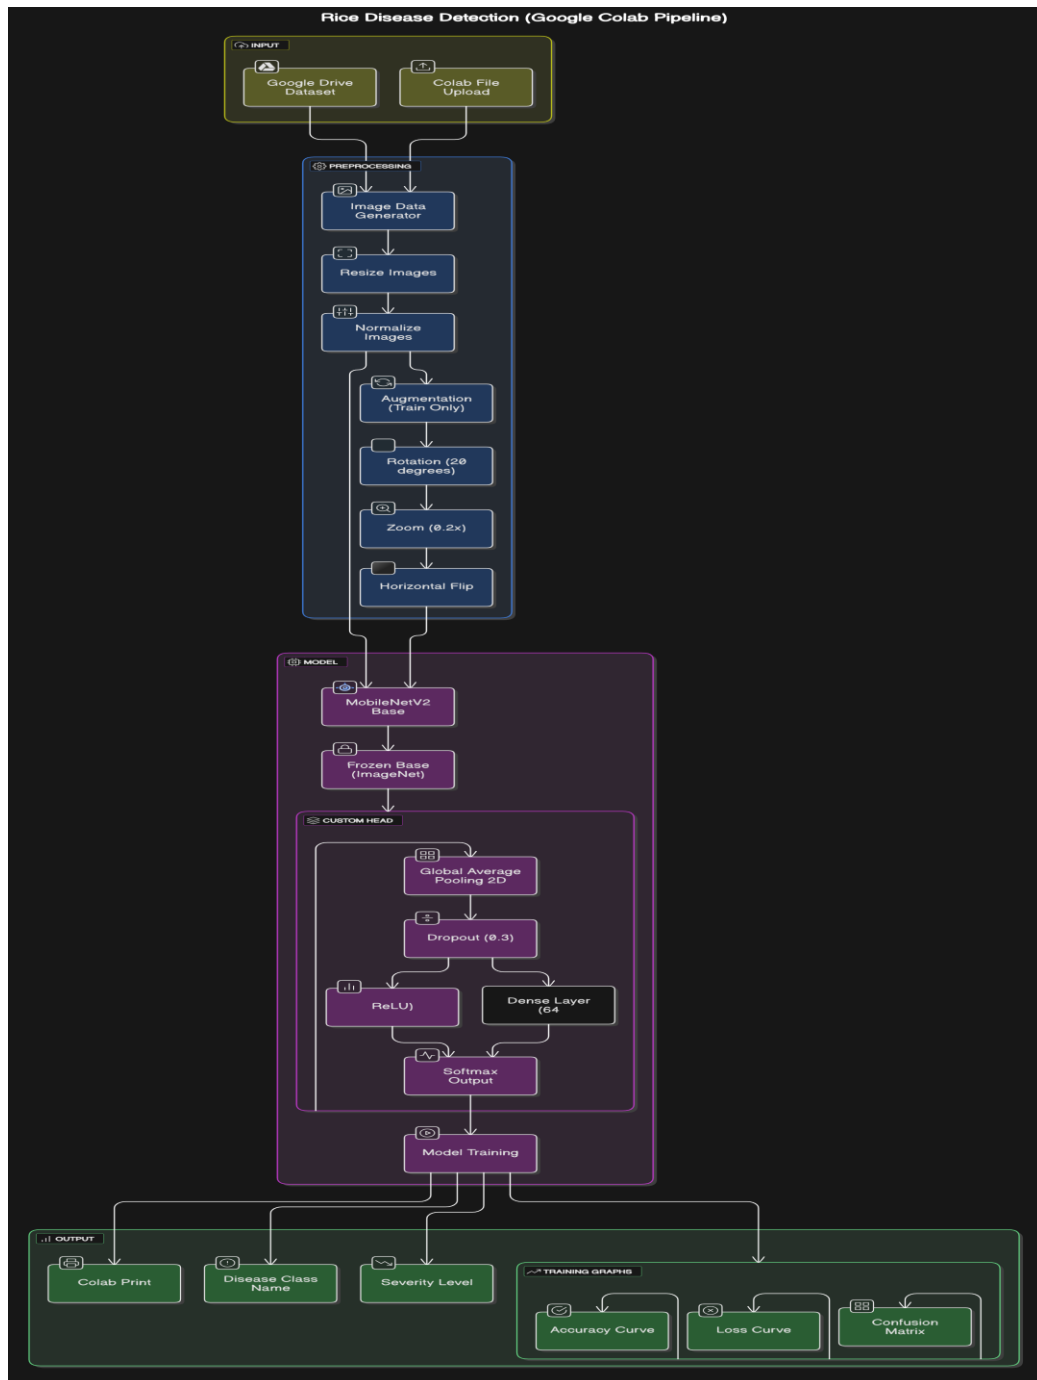 Rice Disease Detection (Google Colab Pipeline)
INPUT
Google Drive
Dataset
Colab File
Upload
PREPROCESSING
Image Data
Generator
Resize Images
Normalize
Images
Augmentation
(Train Only)
Rotation (20
degrees)
Zoom (0.2x)
Horizontal Flip
MODEL
MobileNetV2
Base
Frozen Base
(ImageNet)
CUSTOM HEAD
Global Average
Pooling 2D
Dropout (0.3)
ReLU)
Dense Layer
(64
Softmax
Output
Model Training
OUTPUT
Colab Print
Disease Class
Name
Severity Level
TRAINING GRAPHS
Accuracy Curve
Loss Curve
Confusion
Matrix